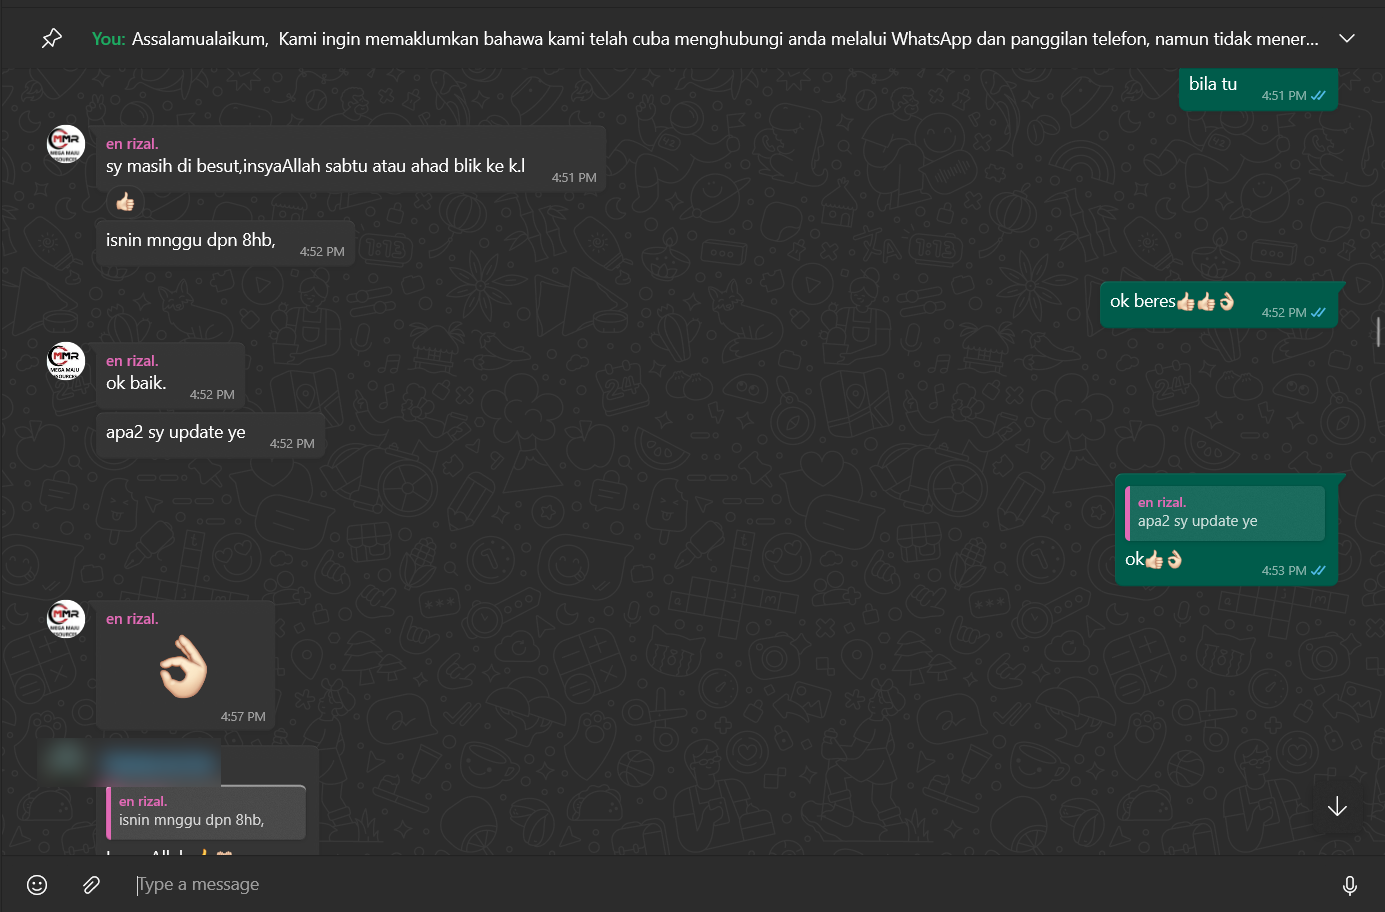 You: Assalamualaikum, Kami ingin memaklumkan bahawa kami telah cuba menghubungi anda melalui WhatsApp dan panggilan telefon, namun tidak mener...
bila tu
4:51 PM
en rizal.
sy masih di besut,insyaAllah sabtu atau ahad blik ke k.l
4:51 PM
👍🏻
isnin mnggu dpn 8hb,
4:52 PM
ok beres👍🏻👍🏻👌🏻
4:52 PM
MMR
MEGA MAJU
en rizal.
ok baik.
4:52 PM
apa2 sy update ye
4:52 PM
en rizal.
apa2 sy update ye
ok👍🏻👌🏻
4:53 PM
en rizal.
👌🏻
4:57 PM
en rizal.
isnin mnggu dpn 8hb,
Type a message